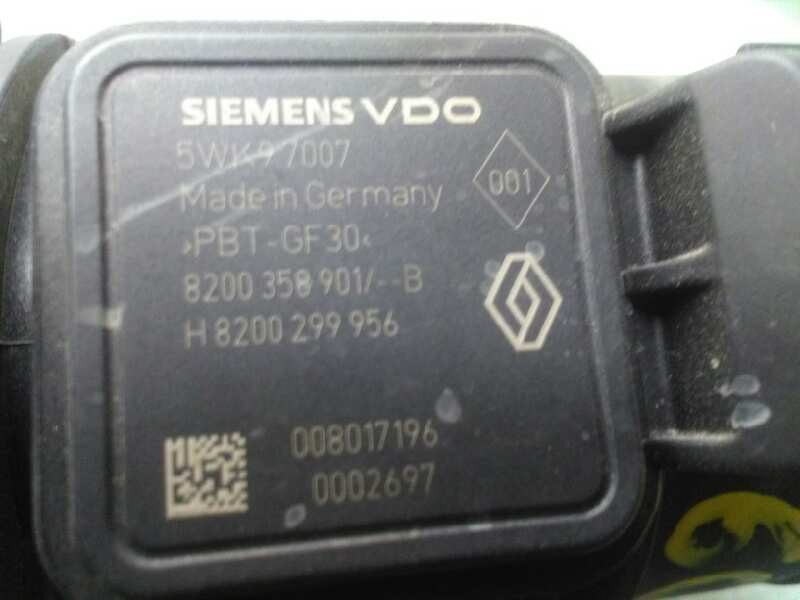 SIEMENS VDO
5WK9 7007
001
Made in Germany
>PBT-GF30<
8200 358 901/--B
H 8200 299 956
008017196
0002697